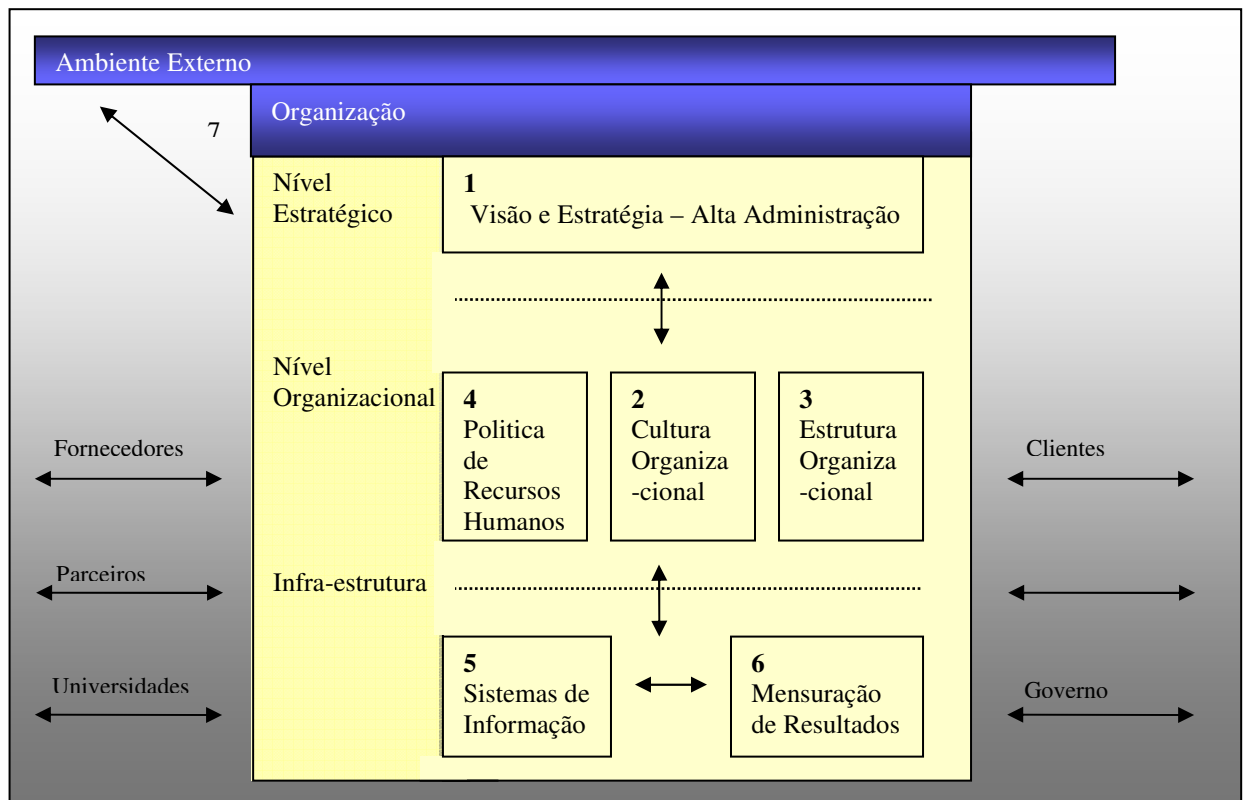 Ambiente Externo
Organização
7
Nível
Estratégico
1
Visão e Estratégia – Alta Administração
Nível
Organizacional
4
Politica
de
Recursos
Humanos
2
Cultura
Organiza
-cional
3
Estrutura
Organiza
-cional
Fornecedores
Clientes
Parceiros
Infra-estrutura
5
Sistemas de
Informação
6
Mensuração
de Resultados
Universidades
Governo